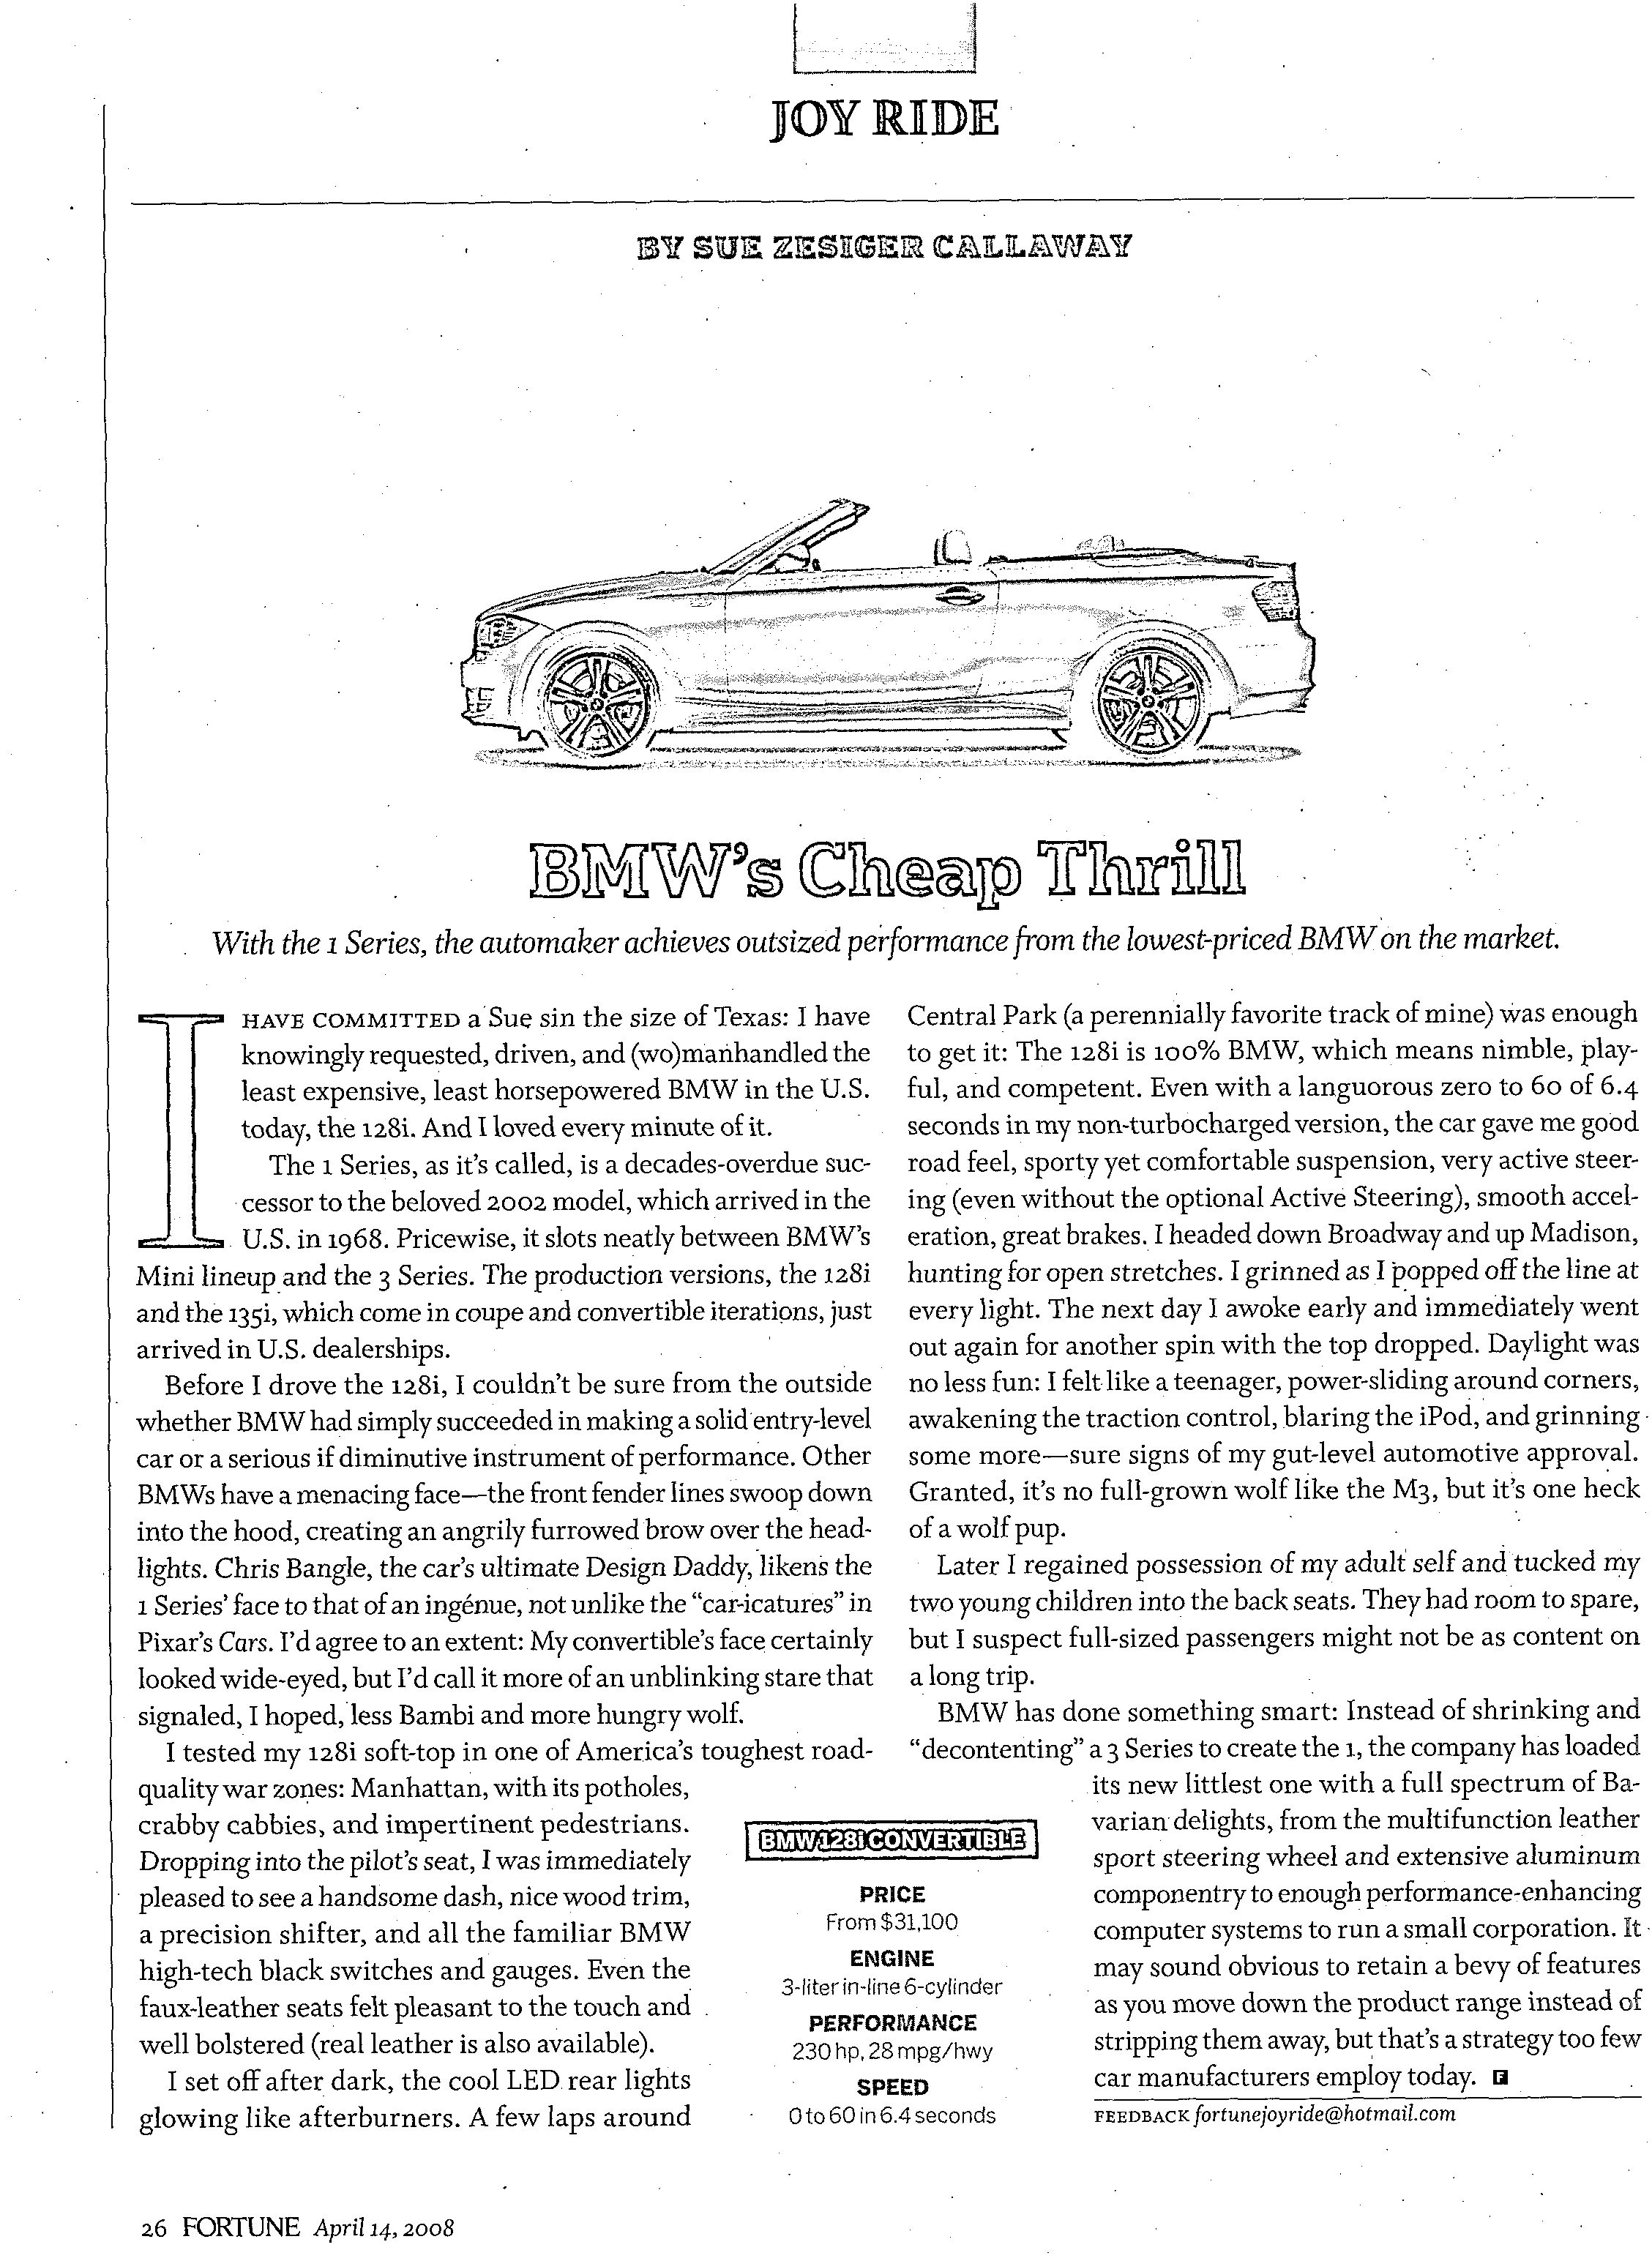 JOY RIDE
BY SUE ZESIGER CALLAWAY
BMW's Cheap Thrill
With the 1 Series, the automaker achieves outsized performance from the lowest-priced BMW on the market.
I HAVE COMMITTED a Sue sin the size of Texas: I have
knowingly requested, driven, and (wo)manhandled the
least expensive, least horsepowered BMW in the U.S.
today, the 128i. And I loved every minute of it.
The 1 Series, as it's called, is a decades-overdue suc-
cessor to the beloved 2002 model, which arrived in the
U.S. in 1968. Pricewise, it slots neatly between BMW's
Mini lineup and the 3 Series. The production versions, the 128i
and the 135i, which come in coupe and convertible iterations, just
arrived in U.S. dealerships.
Before I drove the 128i, I couldn't be sure from the outside
whether BMW had simply succeeded in making a solid entry-level
car or a serious if diminutive instrument of performance. Other
BMWs have a menacing face—the front fender lines swoop down
into the hood, creating an angrily furrowed brow over the head-
lights. Chris Bangle, the car's ultimate Design Daddy, likens the
1 Series' face to that of an ingénue, not unlike the "car-icatures" in
Pixar's Cars. I'd agree to an extent: My convertible's face certainly
looked wide-eyed, but I'd call it more of an unblinking stare that
signaled, I hoped, less Bambi and more hungry wolf.
I tested my 128i soft-top in one of America's toughest road-
quality war zones: Manhattan, with its potholes,
crabby cabbies, and impertinent pedestrians.
Dropping into the pilot's seat, I was immediately
pleased to see a handsome dash, nice wood trim,
a precision shifter, and all the familiar BMW
high-tech black switches and gauges. Even the
faux-leather seats felt pleasant to the touch and
well bolstered (real leather is also available).
I set off after dark, the cool LED rear lights
glowing like afterburners. A few laps around
Central Park (a perennially favorite track of mine) was enough
to get it: The 128i is 100% BMW, which means nimble, play-
ful, and competent. Even with a languorous zero to 60 of 6.4
seconds in my non-turbocharged version, the car gave me good
road feel, sporty yet comfortable suspension, very active steer-
ing (even without the optional Active Steering), smooth accel-
eration, great brakes. I headed down Broadway and up Madison,
hunting for open stretches. I grinned as I popped off the line at
every light. The next day I awoke early and immediately went
out again for another spin with the top dropped. Daylight was
no less fun: I felt like a teenager, power-sliding around corners,
awakening the traction control, blaring the iPod, and grinning
some more—sure signs of my gut-level automotive approval.
Granted, it's no full-grown wolf like the M3, but it's one heck
of a wolf pup.
Later I regained possession of my adult self and tucked my
two young children into the back seats. They had room to spare,
but I suspect full-sized passengers might not be as content on
a long trip.
BMW has done something smart: Instead of shrinking and
"decontenting" a 3 Series to create the 1, the company has loaded
its new littlest one with a full spectrum of Ba-
varian delights, from the multifunction leather
sport steering wheel and extensive aluminum
componentry to enough performance-enhancing
computer systems to run a small corporation. It
may sound obvious to retain a bevy of features
as you move down the product range instead of
stripping them away, but that's a strategy too few
car manufacturers employ today. F
FEEDBACK fortunejoyride@hotmail.com
BMW 128I CONVERTIBLE
PRICE
From $31,100
ENGINE
3-liter in-line 6-cylinder
PERFORMANCE
230 hp, 28 mpg/hwy
SPEED
0 to 60 in 6.4 seconds
26 FORTUNE April 14, 2008